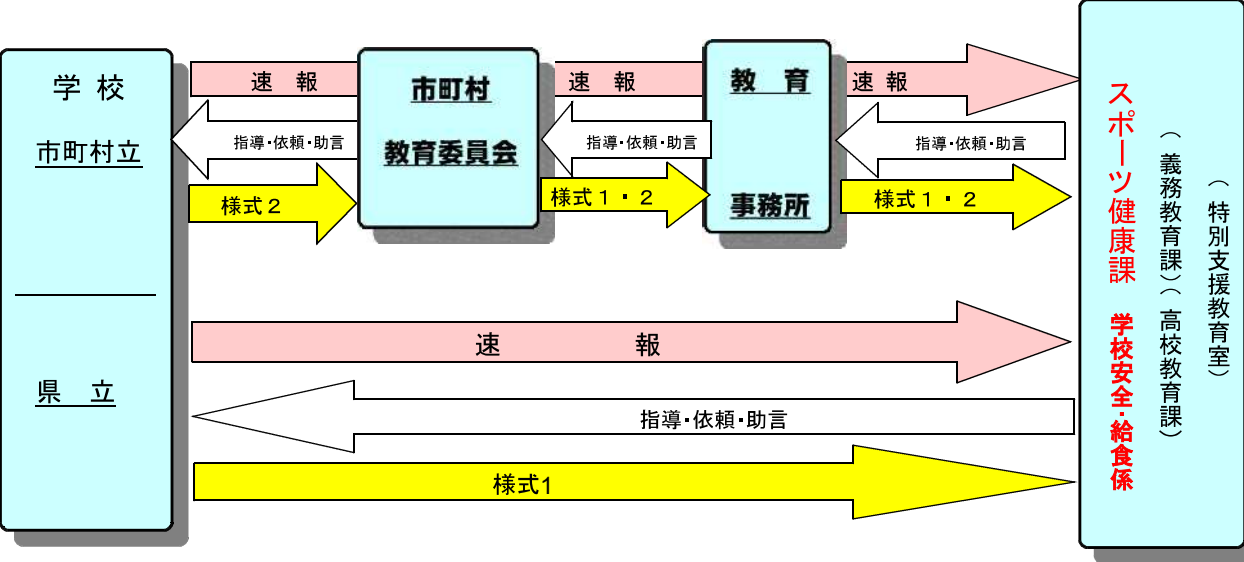 学 校
市町村立
県 立
速 報
市町村
教育委員会
速 報
教 育
事務所
速 報
指導・依頼・助言
指導・依頼・助言
指導・依頼・助言
様式２
様式１・２
様式１・２
速 報
指導・依頼・助言
様式1
スポーツ健康課 学校安全・給食係
（義務教育課）（高校教育課）
（特別支援教育室）